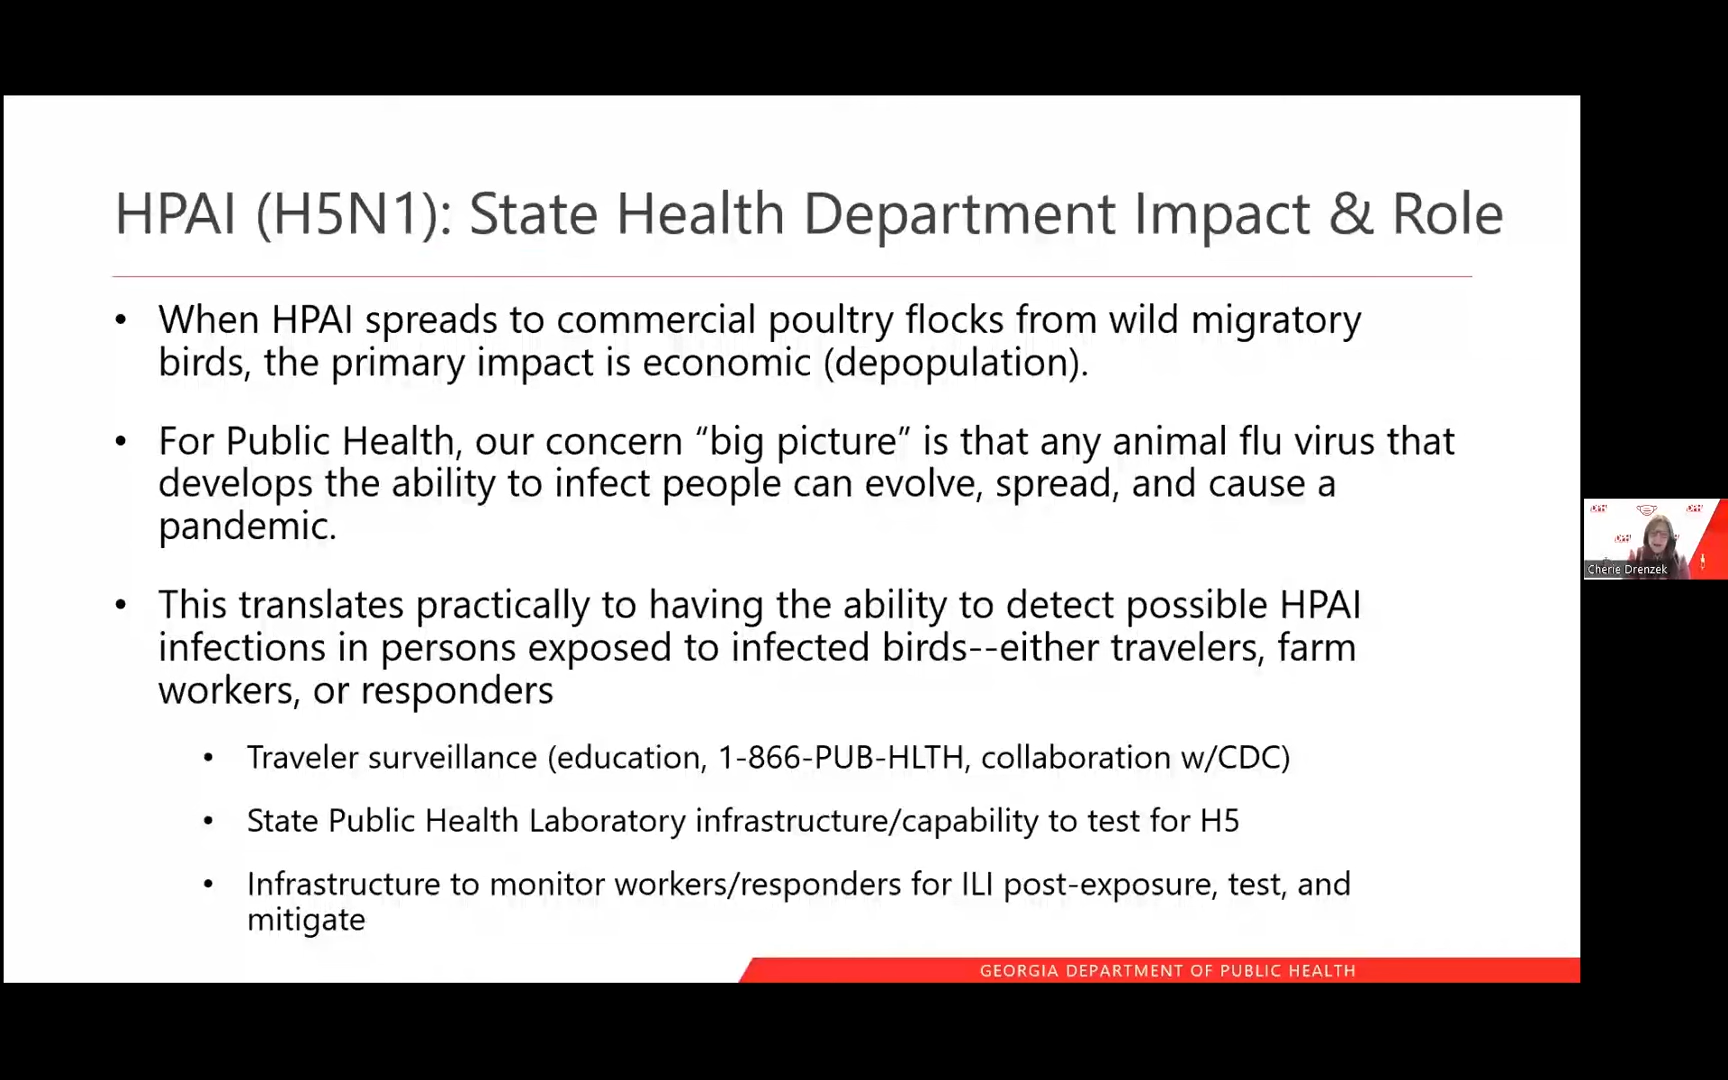 HPAI (H5N1): State Health Department Impact & Role
• When HPAI spreads to commercial poultry flocks from wild migratory
birds, the primary impact is economic (depopulation).
• For Public Health, our concern “big picture” is that any animal flu virus that
develops the ability to infect people can evolve, spread, and cause a
pandemic.
• This translates practically to having the ability to detect possible HPAI
infections in persons exposed to infected birds--either travelers, farm
workers, or responders
• Traveler surveillance (education, 1-866-PUB-HLTH, collaboration w/CDC)
• State Public Health Laboratory infrastructure/capability to test for H5
• Infrastructure to monitor workers/responders for ILI post-exposure, test, and
mitigate
GEORGIA DEPARTMENT OF PUBLIC HEALTH
DPH
DPH
DPH
Cherie Drenzek